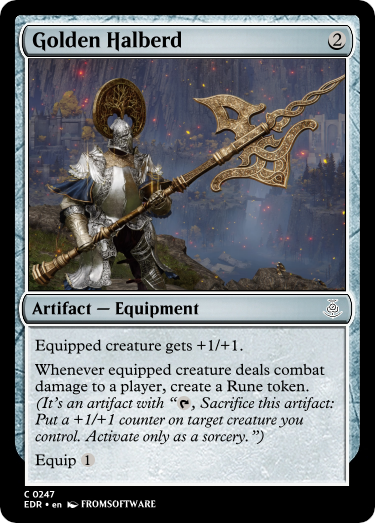 Golden Halberd 2
Artifact — Equipment
Equipped creature gets +1/+1.
Whenever equipped creature deals combat
damage to a player, create a Rune token.
(It's an artifact with “, Sacrifice this artifact:
Put a +1/+1 counter on target creature you
control. Activate only as a sorcery.”)
Equip 1
C 0247
EDR • en FROMSOFTWARE